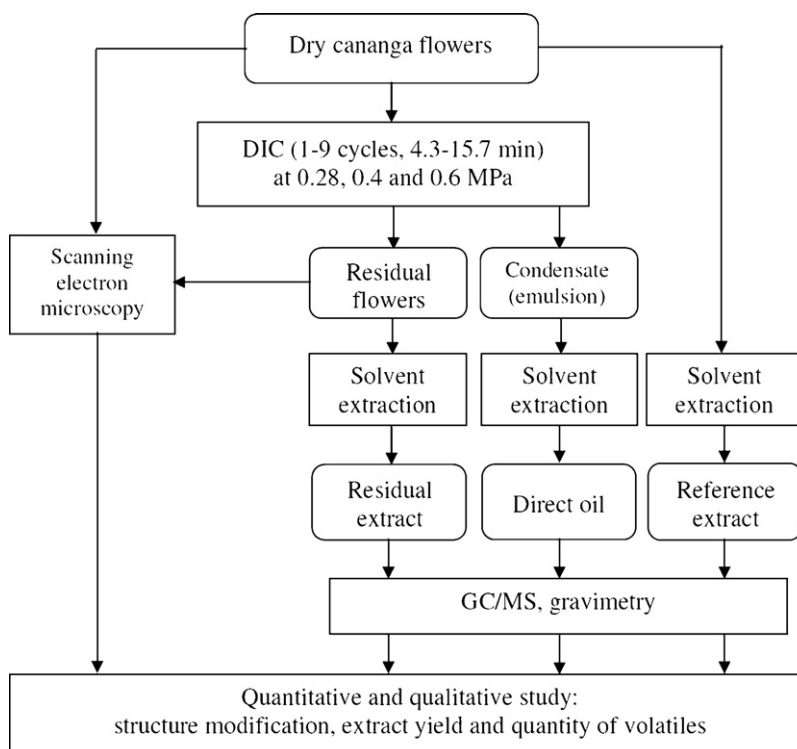 Dry cananga flowers
DIC (1-9 cycles, 4.3-15.7 min)
at 0.28, 0.4 and 0.6 MPa
Scanning
electron
microscopy
Residual
flowers
Condensate
(emulsion)
Solvent
extraction
Solvent
extraction
Solvent
extraction
Residual
extract
Direct oil
Reference
extract
GC/MS, gravimetry
Quantitative and qualitative study:
structure modification, extract yield and quantity of volatiles